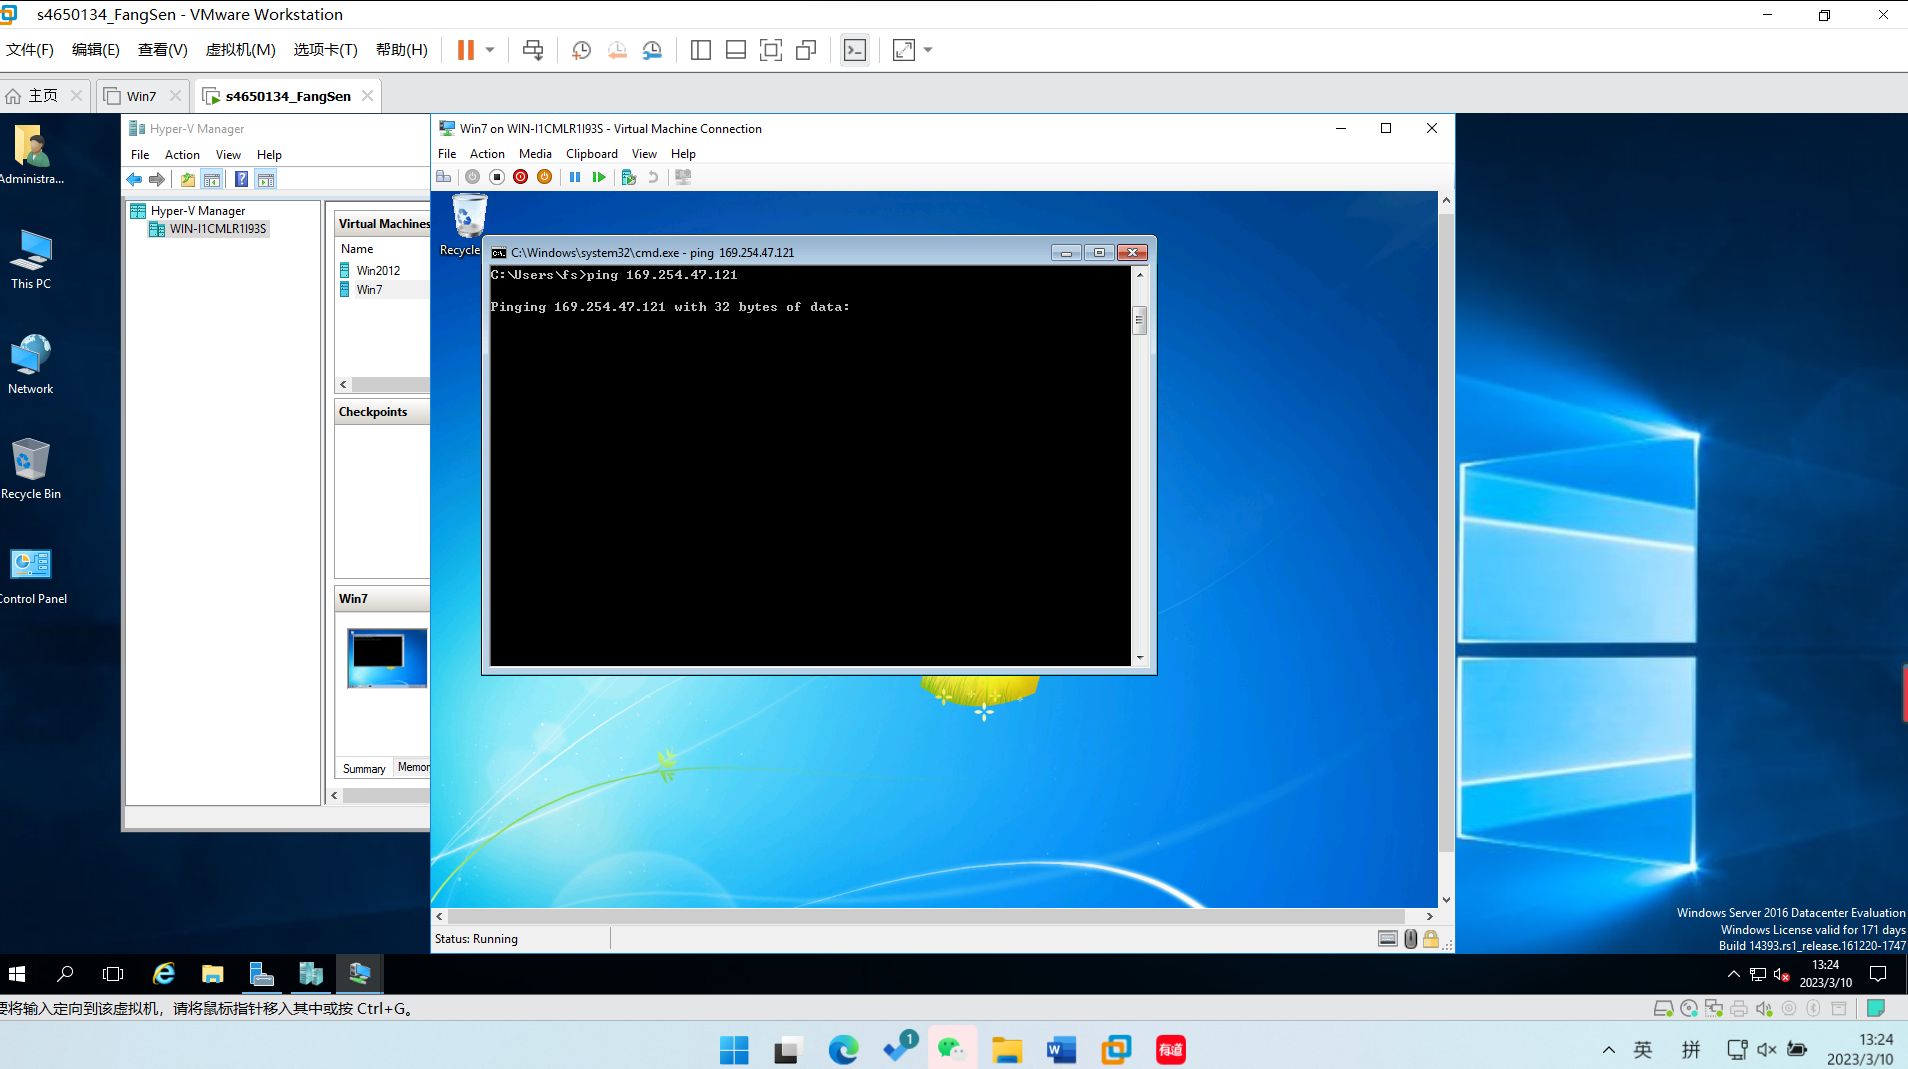 s4650134_FangSen - VMware Workstation
文件(F) 编辑(E) 查看(V) 虚拟机(M) 选项卡(T) 帮助(H)
主页 Win7 s4650134_FangSen
Administra...
This PC
Network
Recycle Bin
Control Panel
Hyper-V Manager
File Action View Help
Hyper-V Manager
WIN-I1CMLR1I93S
Virtual Machines
Name
Win2012
Win7
Checkpoints
Win7
Summary Memor
Win7 on WIN-I1CMLR1I93S - Virtual Machine Connection
File Action Media Clipboard View Help
Recycle
C:\Windows\system32\cmd.exe - ping 169.254.47.121
C:\Users\fs>ping 169.254.47.121
Pinging 169.254.47.121 with 32 bytes of data:
Status: Running
Windows Server 2016 Datacenter Evaluation
Windows License valid for 171 days
Build 14393.rs1_release.161220-1747
13:24
2023/3/10
要将输入定向到该虚拟机，请将鼠标指针移入其中或按 Ctrl+G。
1
W
有道
英 拼
13:24
2023/3/10